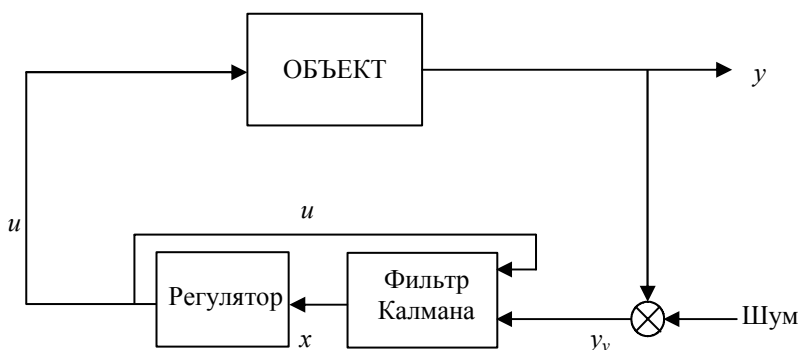 ОБЪЕКТ
y
u
u
Регулятор
Фильтр
Калмана
Шум
x
y_v